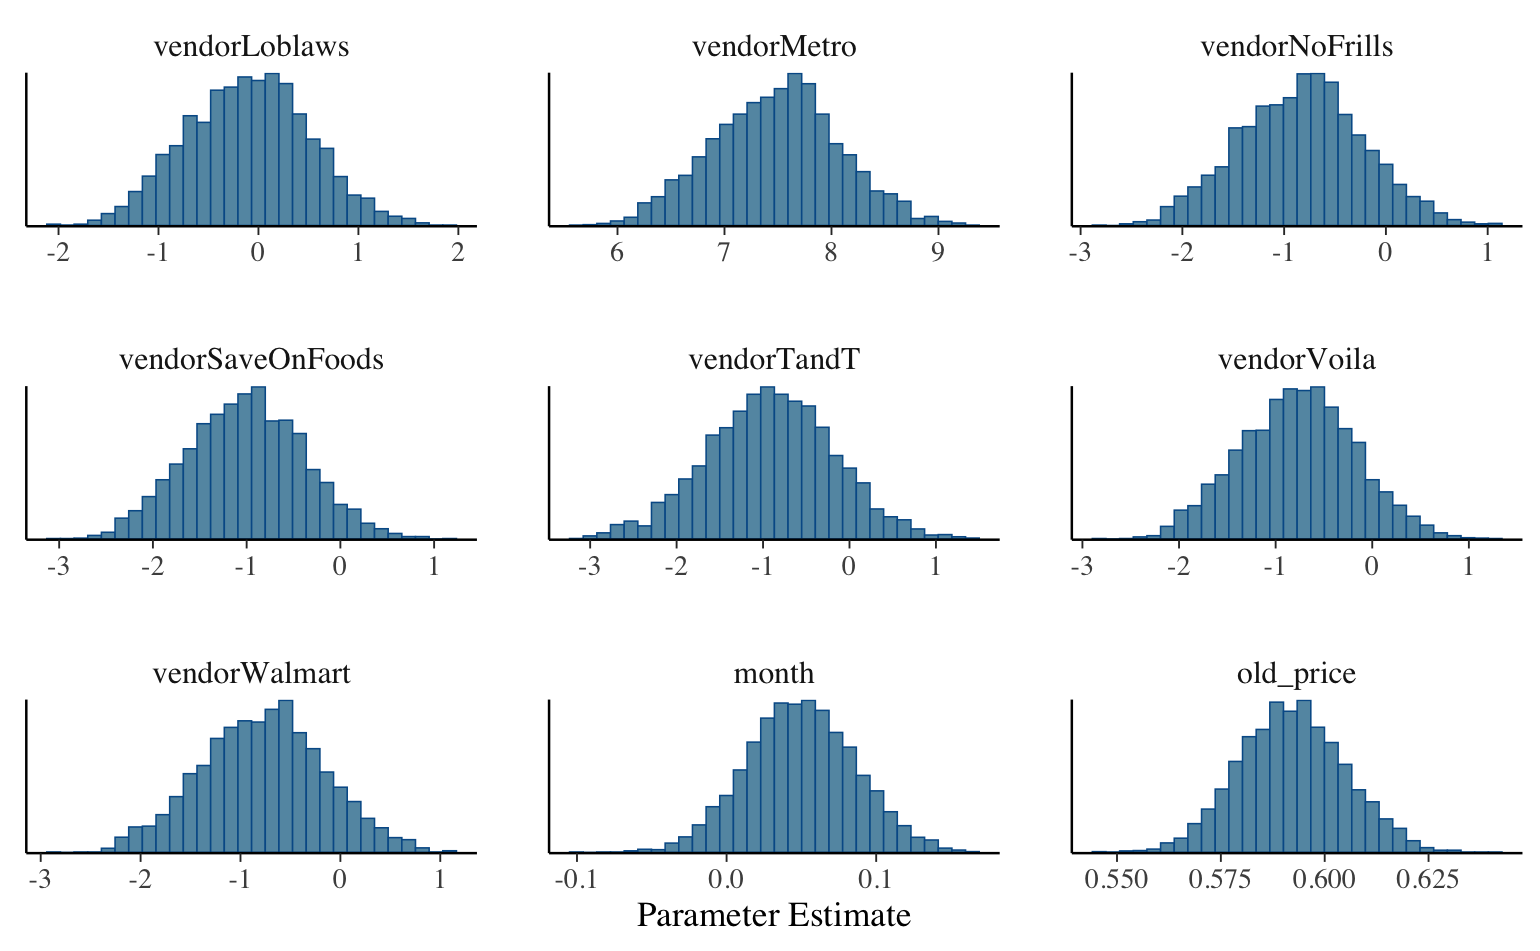 vendorLoblaws vendorMetro vendorNoFrills
-2 -1 0 1 2 6 7 8 9 -3 -2 -1 0 1
vendorSaveOnFoods vendorTandT vendorVoila
-3 -2 -1 0 1 -3 -2 -1 0 1 -3 -2 -1 0 1
vendorWalmart month old_price
-3 -2 -1 0 1 -0.1 0.0 0.1 0.550 0.575 0.600 0.625
Parameter Estimate